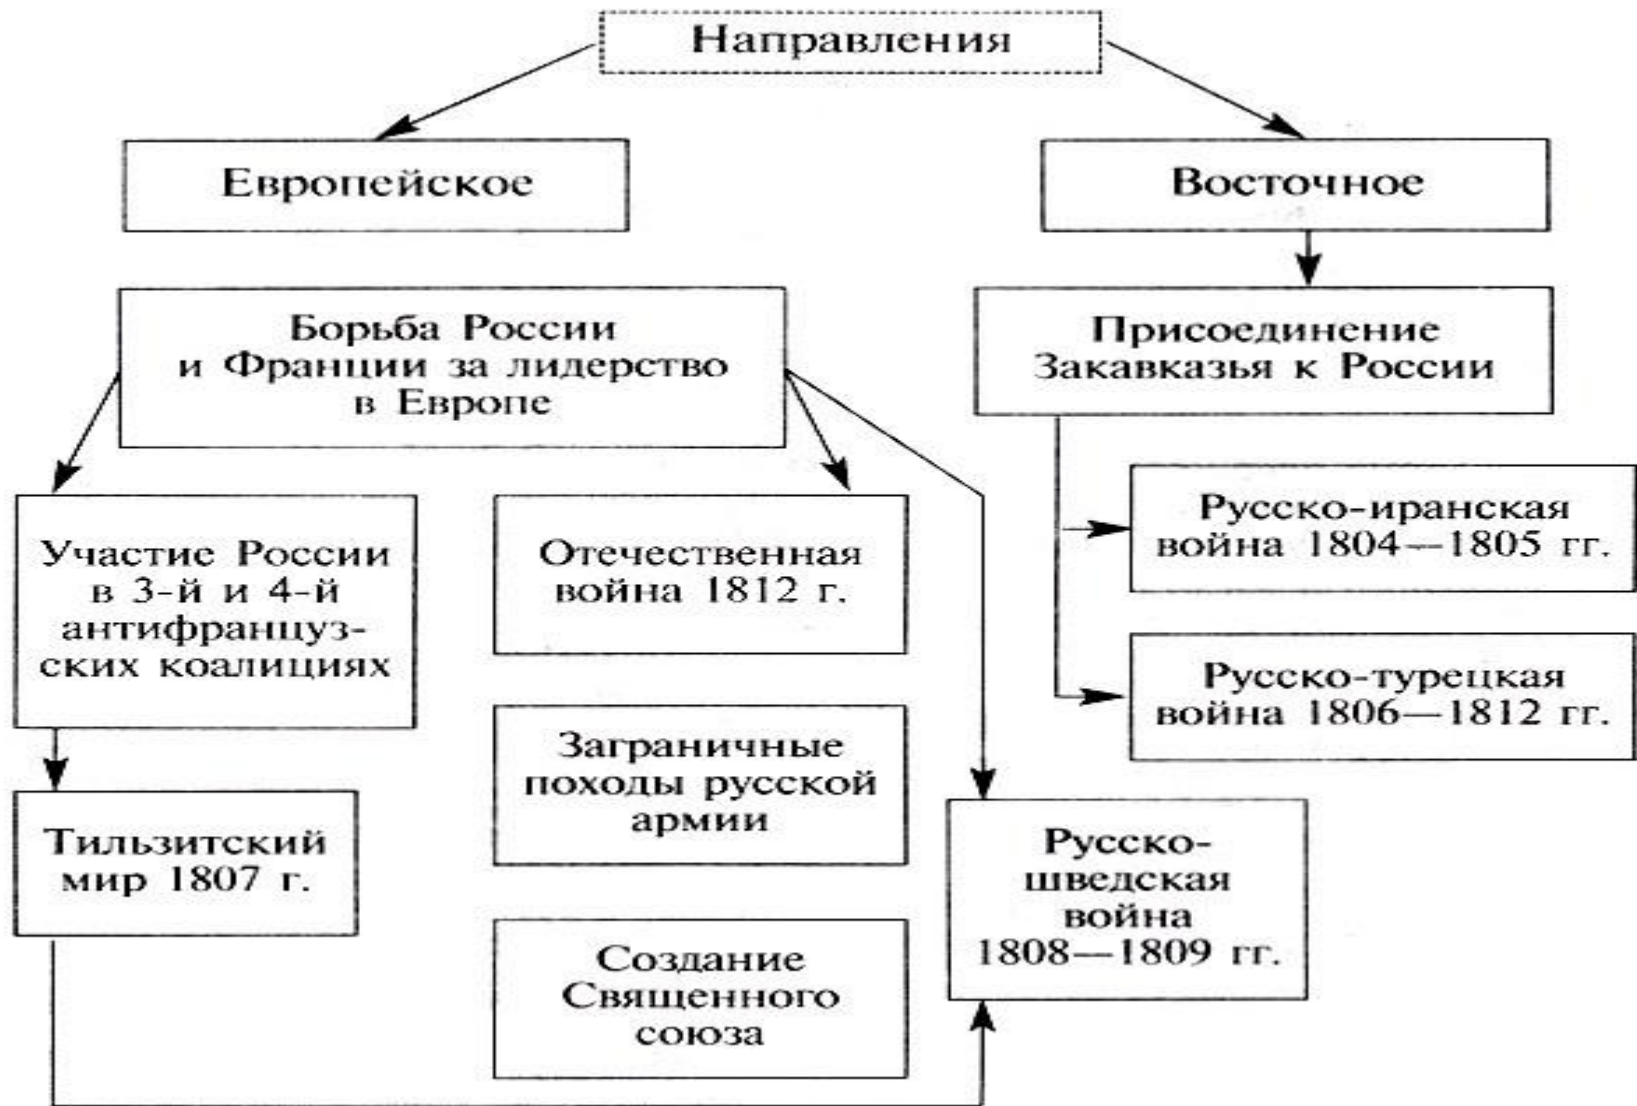 Направления
Европейское
Восточное
Борьба России
и Франции за лидерство
в Европе
Присоединение
Закавказья к России
Участие России
в 3-й и 4-й
антифранцуз-
ских коалициях
Отечественная
война 1812 г.
Русско-иранская
война 1804—1805 гг.
Русско-турецкая
война 1806—1812 гг.
Заграничные
походы русской
армии
Тильзитский
мир 1807 г.
Русско-
шведская
война
1808—1809 гг.
Создание
Священного
союза